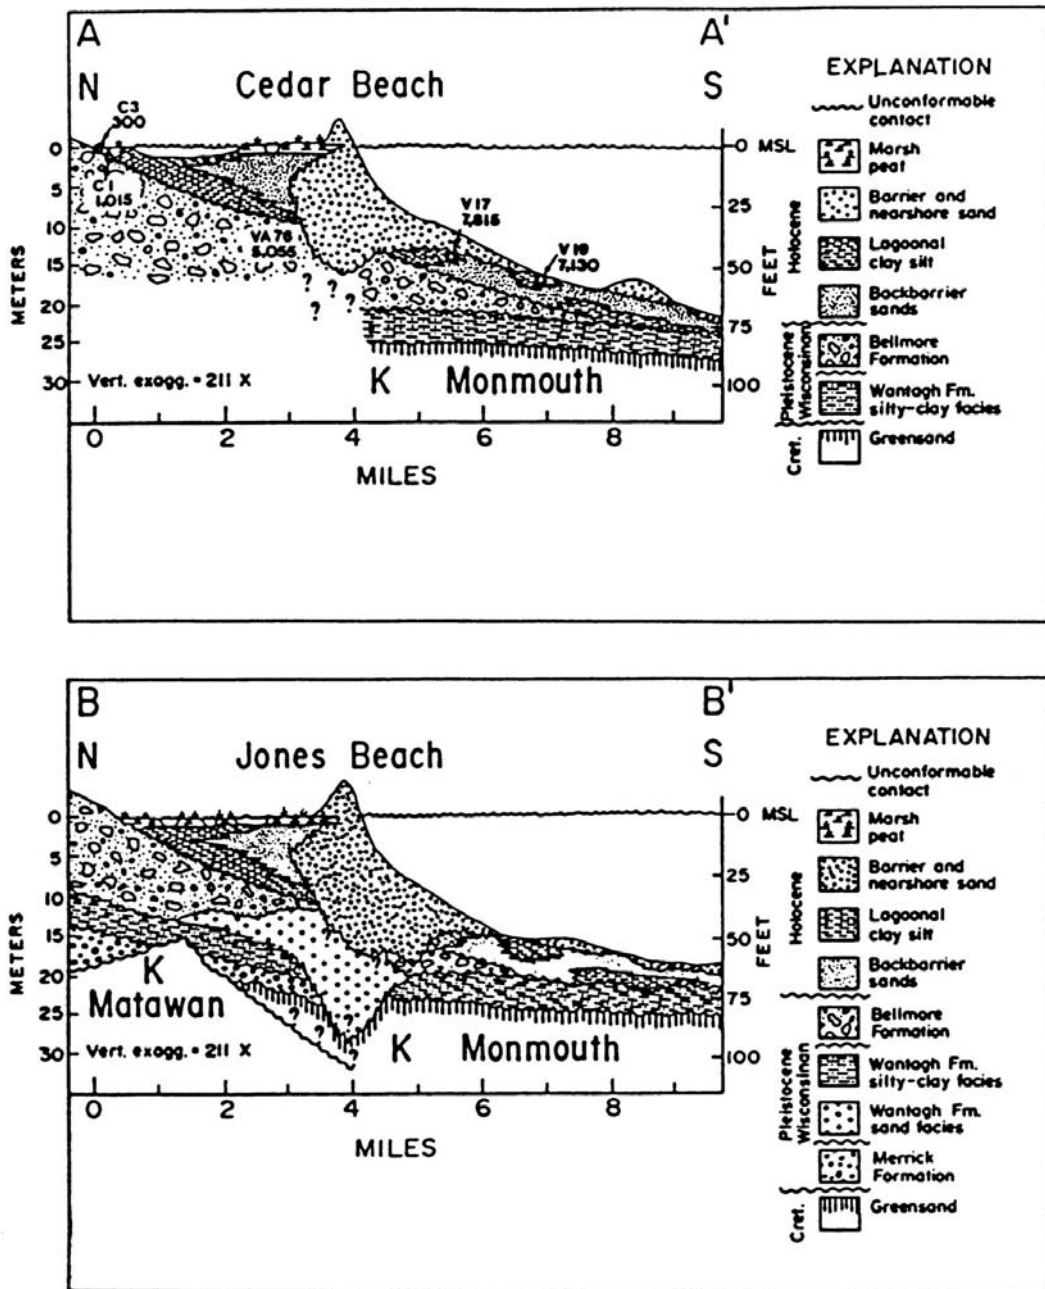 A
A'
N
S
Cedar Beach
C3
300
C1
1,015
VA 76
5,055
V 17
7,815
V 19
7,130
0
5
10
15
20
25
30
METERS
0 MSL
25
50
75
100
FEET
? ? ?
? ?
K Monmouth
Vert. exagg. = 211 X
0 2 4 6 8
MILES
EXPLANATION
Unconformable
contact
Marsh
peat
Barrier and
nearshore sand
Lagoonal
clay silt
Backbarrier
sands
Bellmore
Formation
Wantagh Fm.
silty-clay facies
Greensand
Holocene
Pleistocene
Wisconsinan
Cret.
B
B'
N
S
Jones Beach
0
5
10
15
20
25
30
METERS
0 MSL
25
50
75
100
FEET
K
Matawan
? ? ? ?
K Monmouth
Vert. exagg. = 211 X
0 2 4 6 8
MILES
EXPLANATION
Unconformable
contact
Marsh
peat
Barrier and
nearshore sand
Lagoonal
clay silt
Backbarrier
sands
Bellmore
Formation
Wantagh Fm.
silty-clay facies
Wantagh Fm.
sand facies
Merrick
Formation
Greensand
Holocene
Pleistocene
Wisconsinan
Cret.